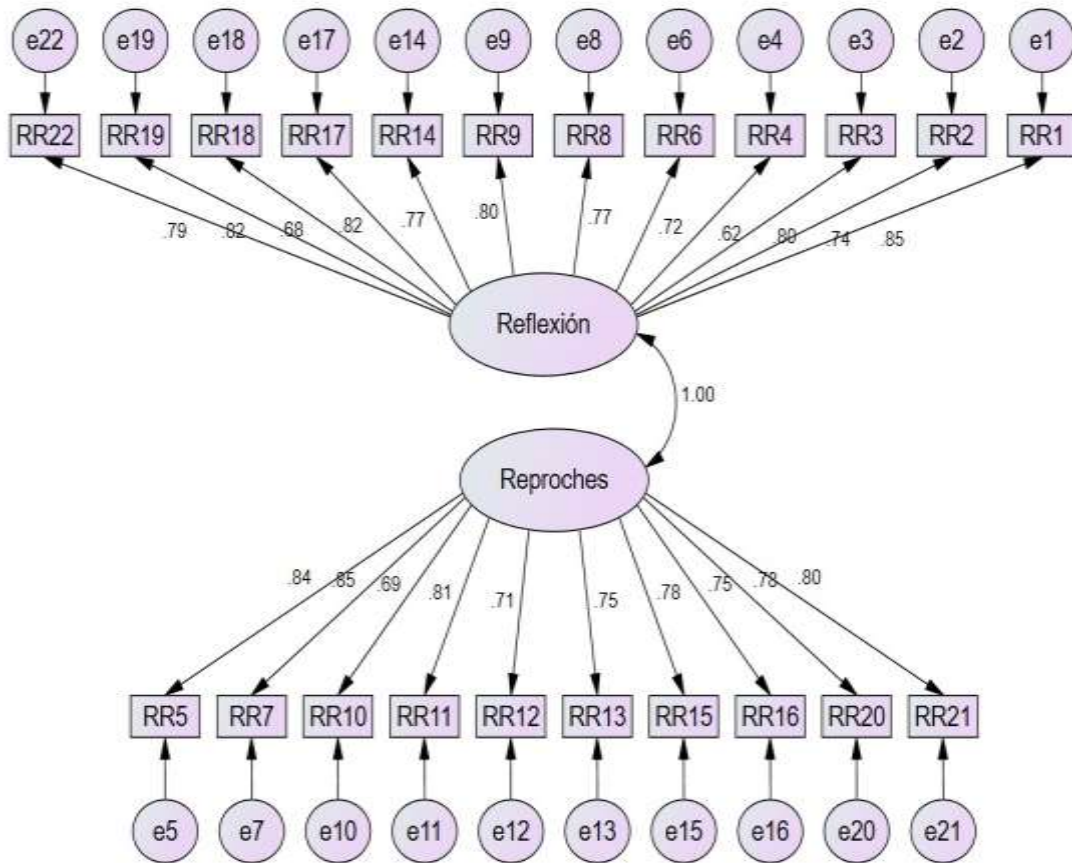 e22 e19 e18 e17 e14 e9 e8 e6 e4 e3 e2 e1
RR22 RR19 RR18 RR17 RR14 RR9 RR8 RR6 RR4 RR3 RR2 RR1
.79 .82 .68 .82 .77 .80 .77 .72 .62 .80 .74 .85
Reflexión
1.00
Reproches
.84 .85 .69 .81 .71 .75 .78 .75 .78 .80
RR5 RR7 RR10 RR11 RR12 RR13 RR15 RR16 RR20 RR21
e5 e7 e10 e11 e12 e13 e15 e16 e20 e21